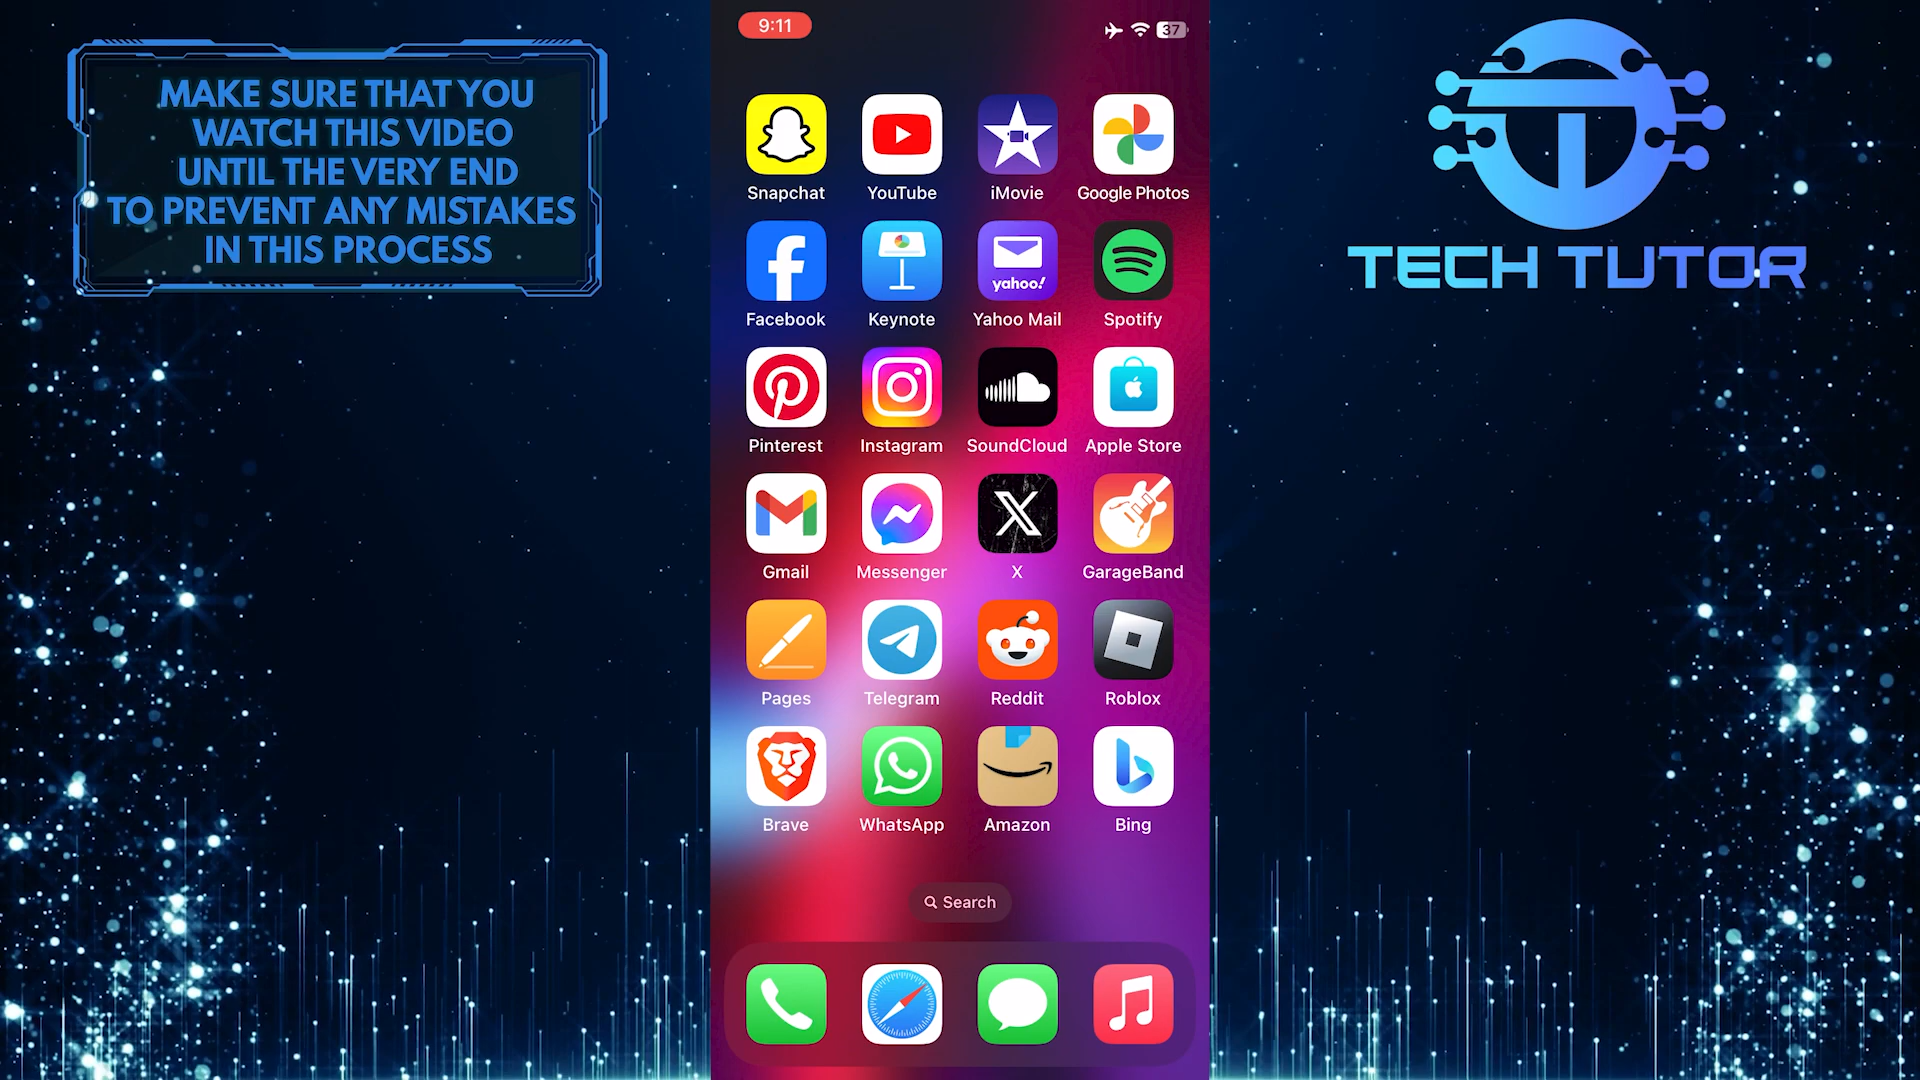 MAKE SURE THAT YOU
WATCH THIS VIDEO
UNTIL THE VERY END
TO PREVENT ANY MISTAKES
IN THIS PROCESS
9:11
37
Snapchat YouTube iMovie Google Photos
yahoo!
Facebook Keynote Yahoo Mail Spotify
Pinterest Instagram SoundCloud Apple Store
Gmail Messenger X GarageBand
Pages Telegram Reddit Roblox
Brave WhatsApp Amazon Bing
Search
TECH TUTOR